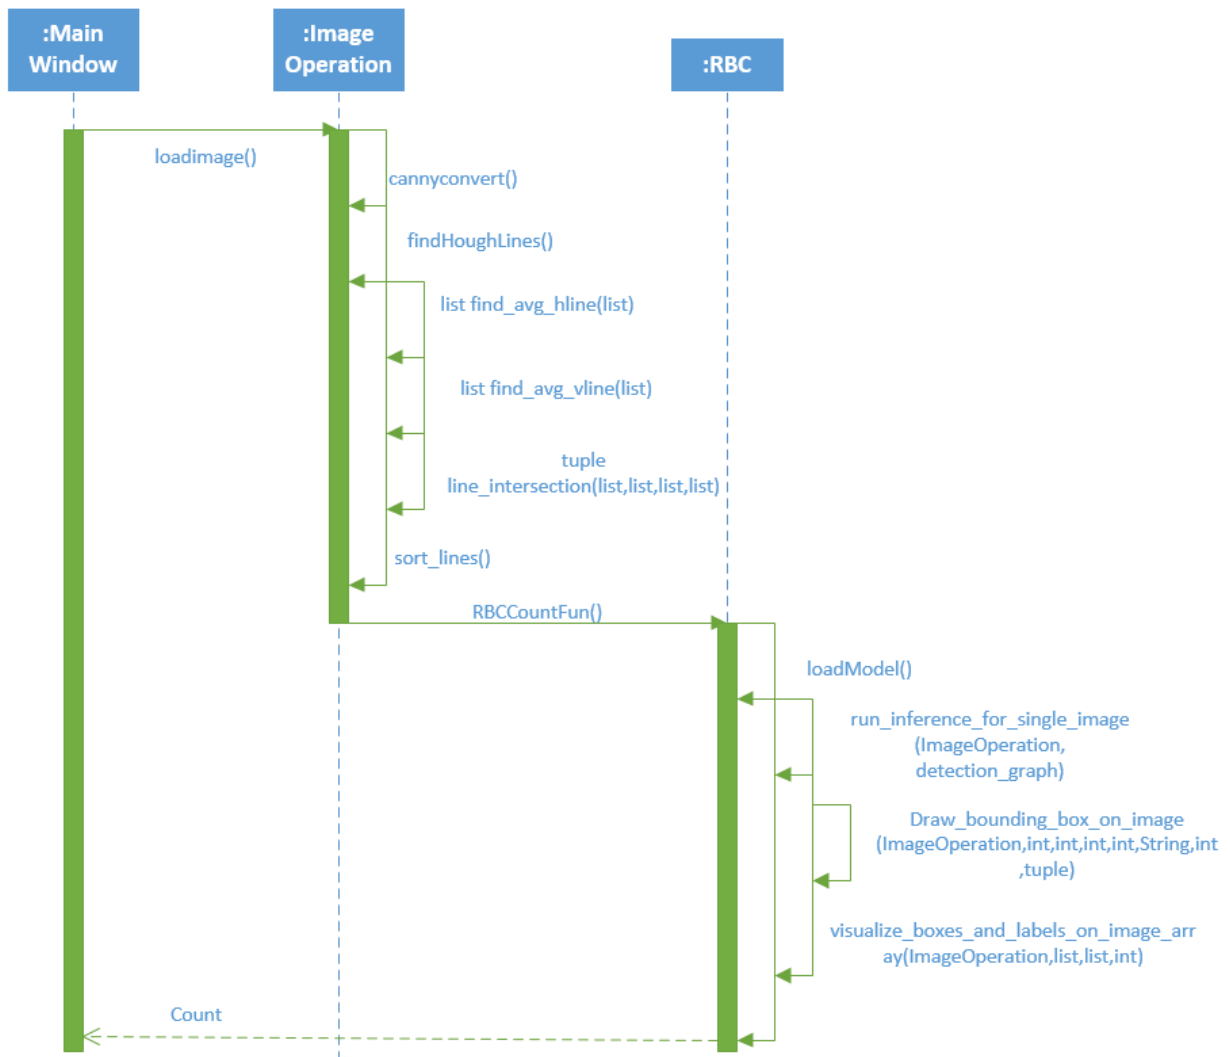 :Main
Window
:Image
Operation
:RBC
loadimage()
cannyconvert()
findHoughLines()
list find_avg_hline(list)
list find_avg_vline(list)
tuple
line_intersection(list,list,list,list)
sort_lines()
RBCCountFun()
loadModel()
run_inference_for_single_image
(ImageOperation,
detection_graph)
Draw_bounding_box_on_image
(ImageOperation,int,int,int,int,String,int
,tuple)
visualize_boxes_and_labels_on_image_arr
ay(ImageOperation,list,list,int)
Count